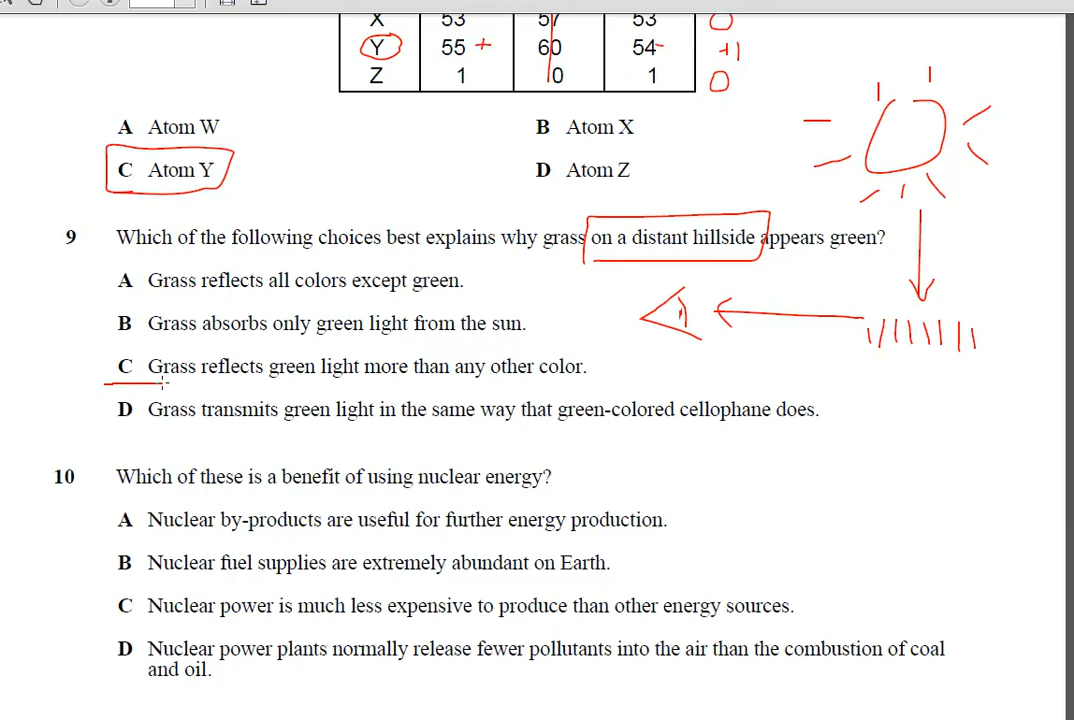 X 53 57 53 0
Y 55 + 60 54 - +1
Z 1 0 1 0
A Atom W B Atom X
C Atom Y D Atom Z
9 Which of the following choices best explains why grass on a distant hillside appears green?
A Grass reflects all colors except green.
B Grass absorbs only green light from the sun.
C Grass reflects green light more than any other color.
D Grass transmits green light in the same way that green-colored cellophane does.
10 Which of these is a benefit of using nuclear energy?
A Nuclear by-products are useful for further energy production.
B Nuclear fuel supplies are extremely abundant on Earth.
C Nuclear power is much less expensive to produce than other energy sources.
D Nuclear power plants normally release fewer pollutants into the air than the combustion of coal
and oil.